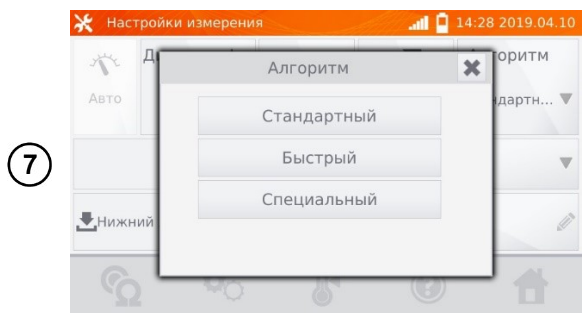 Настройки измерения 14:28 2019.04.10
Алгоритм
Авто
Стандартный
Быстрый
Специальный
Нижний
7